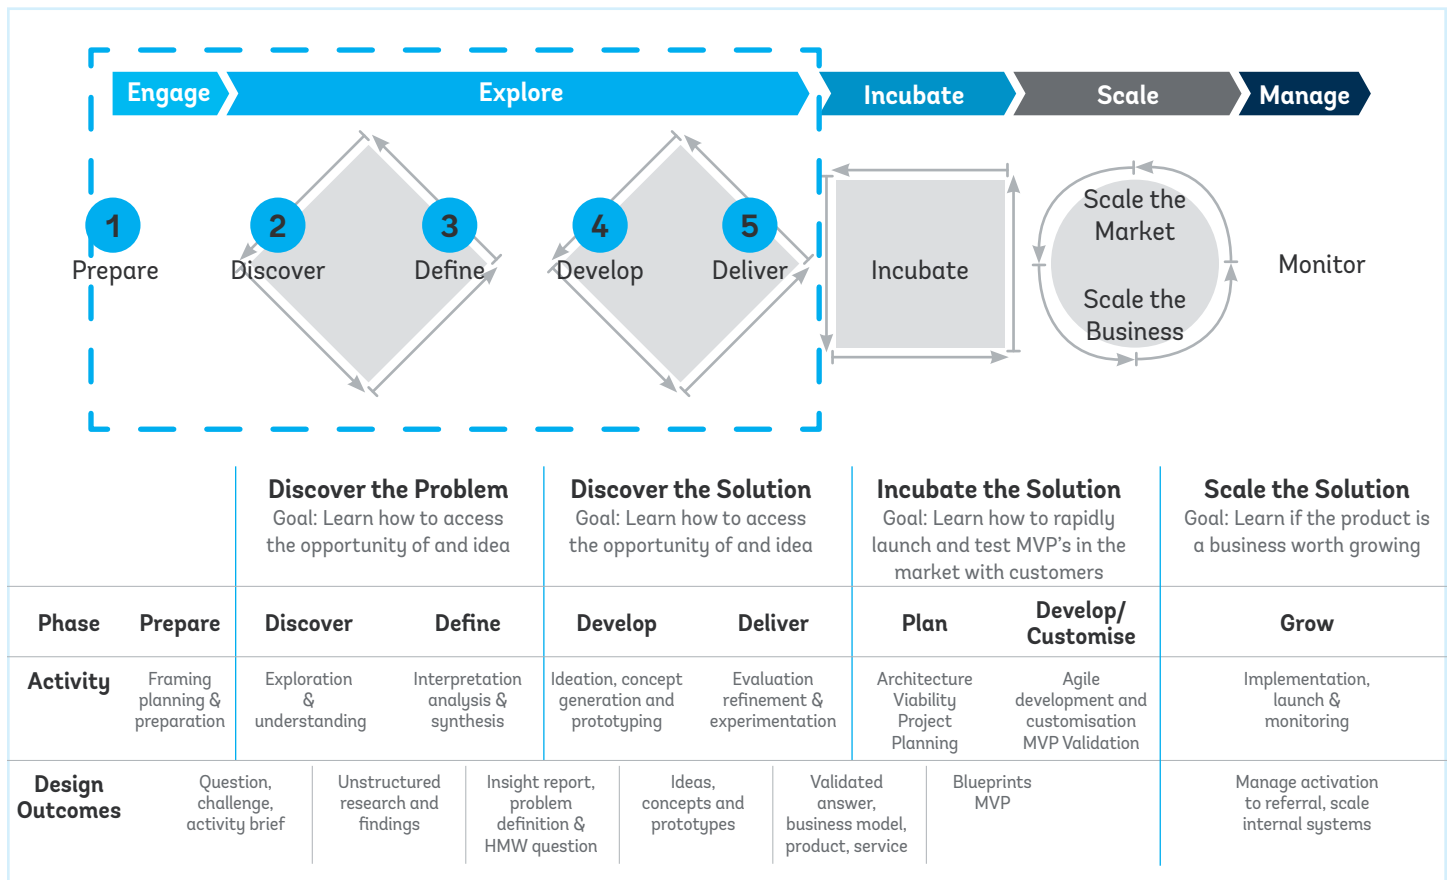 Engage
Explore
Incubate
Scale
Manage
1
2
3
4
5
Prepare
Discover
Define
Develop
Deliver
Incubate
Scale the
Market
Scale the
Business
Monitor
Discover the Problem
Goal: Learn how to access
the opportunity of and idea
Discover the Solution
Goal: Learn how to access
the opportunity of and idea
Incubate the Solution
Goal: Learn how to rapidly
launch and test MVP's in the
market with customers
Scale the Solution
Goal: Learn if the product is
a business worth growing
Phase
Prepare
Discover
Define
Develop
Deliver
Plan
Develop/
Customise
Grow
Activity
Framing
planning &
preparation
Exploration
&
understanding
Interpretation
analysis &
synthesis
Ideation, concept
generation and
prototyping
Evaluation
refinement &
experimentation
Architecture
Viability
Project
Planning
Agile
development and
customisation
MVP Validation
Implementation,
launch &
monitoring
Design
Outcomes
Question,
challenge,
activity brief
Unstructured
research and
findings
Insight report,
problem
definition &
HMW question
Ideas,
concepts and
prototypes
Validated
answer,
business model,
product, service
Blueprints
MVP
Manage activation
to referral, scale
internal systems